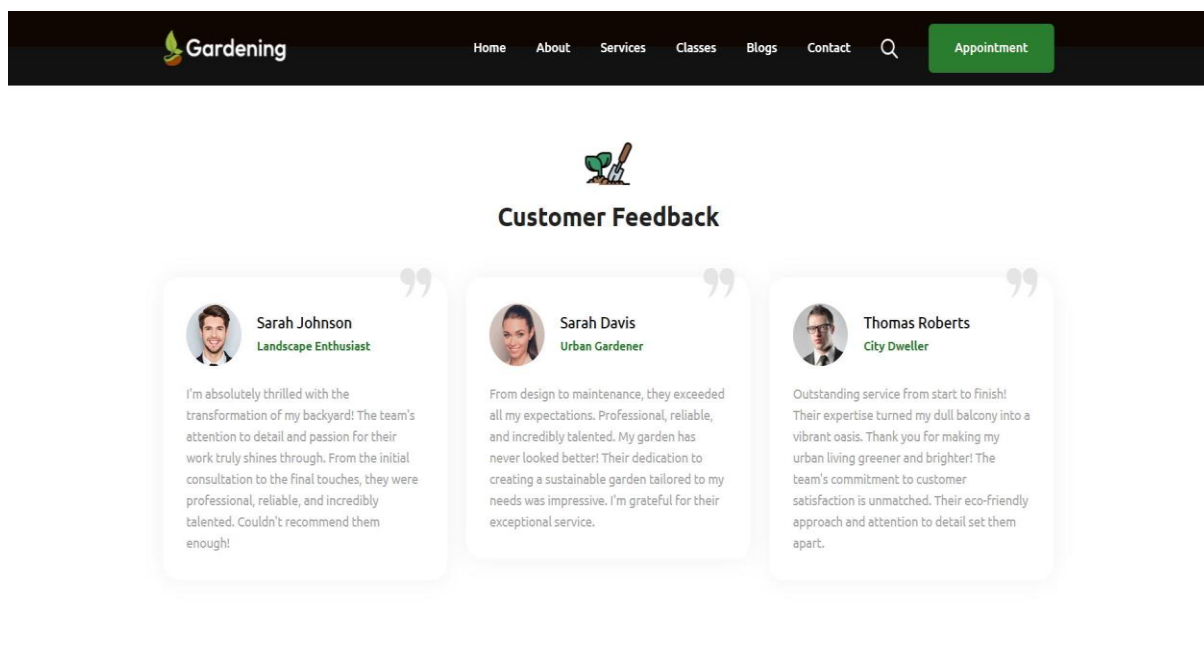 Gardening
Home About Services Classes Blogs Contact Appointment
Customer Feedback
Sarah Johnson
Landscape Enthusiast
I'm absolutely thrilled with the
transformation of my backyard! The team's
attention to detail and passion for their
work truly shines through. From the initial
consultation to the final touches, they were
professional, reliable, and incredibly
talented. Couldn't recommend them
enough!
Sarah Davis
Urban Gardener
From design to maintenance, they exceeded
all my expectations. Professional, reliable,
and incredibly talented. My garden has
never looked better! Their dedication to
creating a sustainable garden tailored to my
needs was impressive. I'm grateful for their
exceptional service.
Thomas Roberts
City Dweller
Outstanding service from start to finish!
Their expertise turned my dull balcony into a
vibrant oasis. Thank you for making my
urban living greener and brighter! The
team's commitment to customer
satisfaction is unmatched. Their eco-friendly
approach and attention to detail set them
apart.